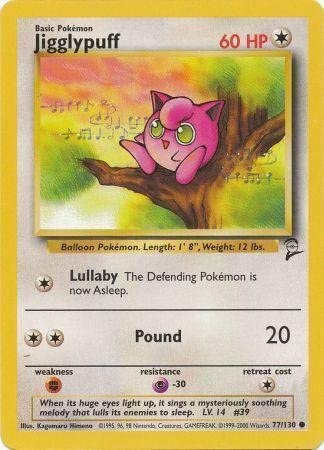 Basic Pokémon
Jigglypuff 60 HP
Balloon Pokémon. Length: 1' 8", Weight: 12 lbs.
Lullaby The Defending Pokémon is
now Asleep.
Pound 20
weakness resistance retreat cost
-30
When its huge eyes light up, it sings a mysteriously soothing
melody that lulls its enemies to sleep. LV. 14 #39
Illus. Kagemaru Himeno ©1995, 96, 98 Nintendo, Creatures, GAMEFREAK. ©1999-2000 Wizards. 77/130